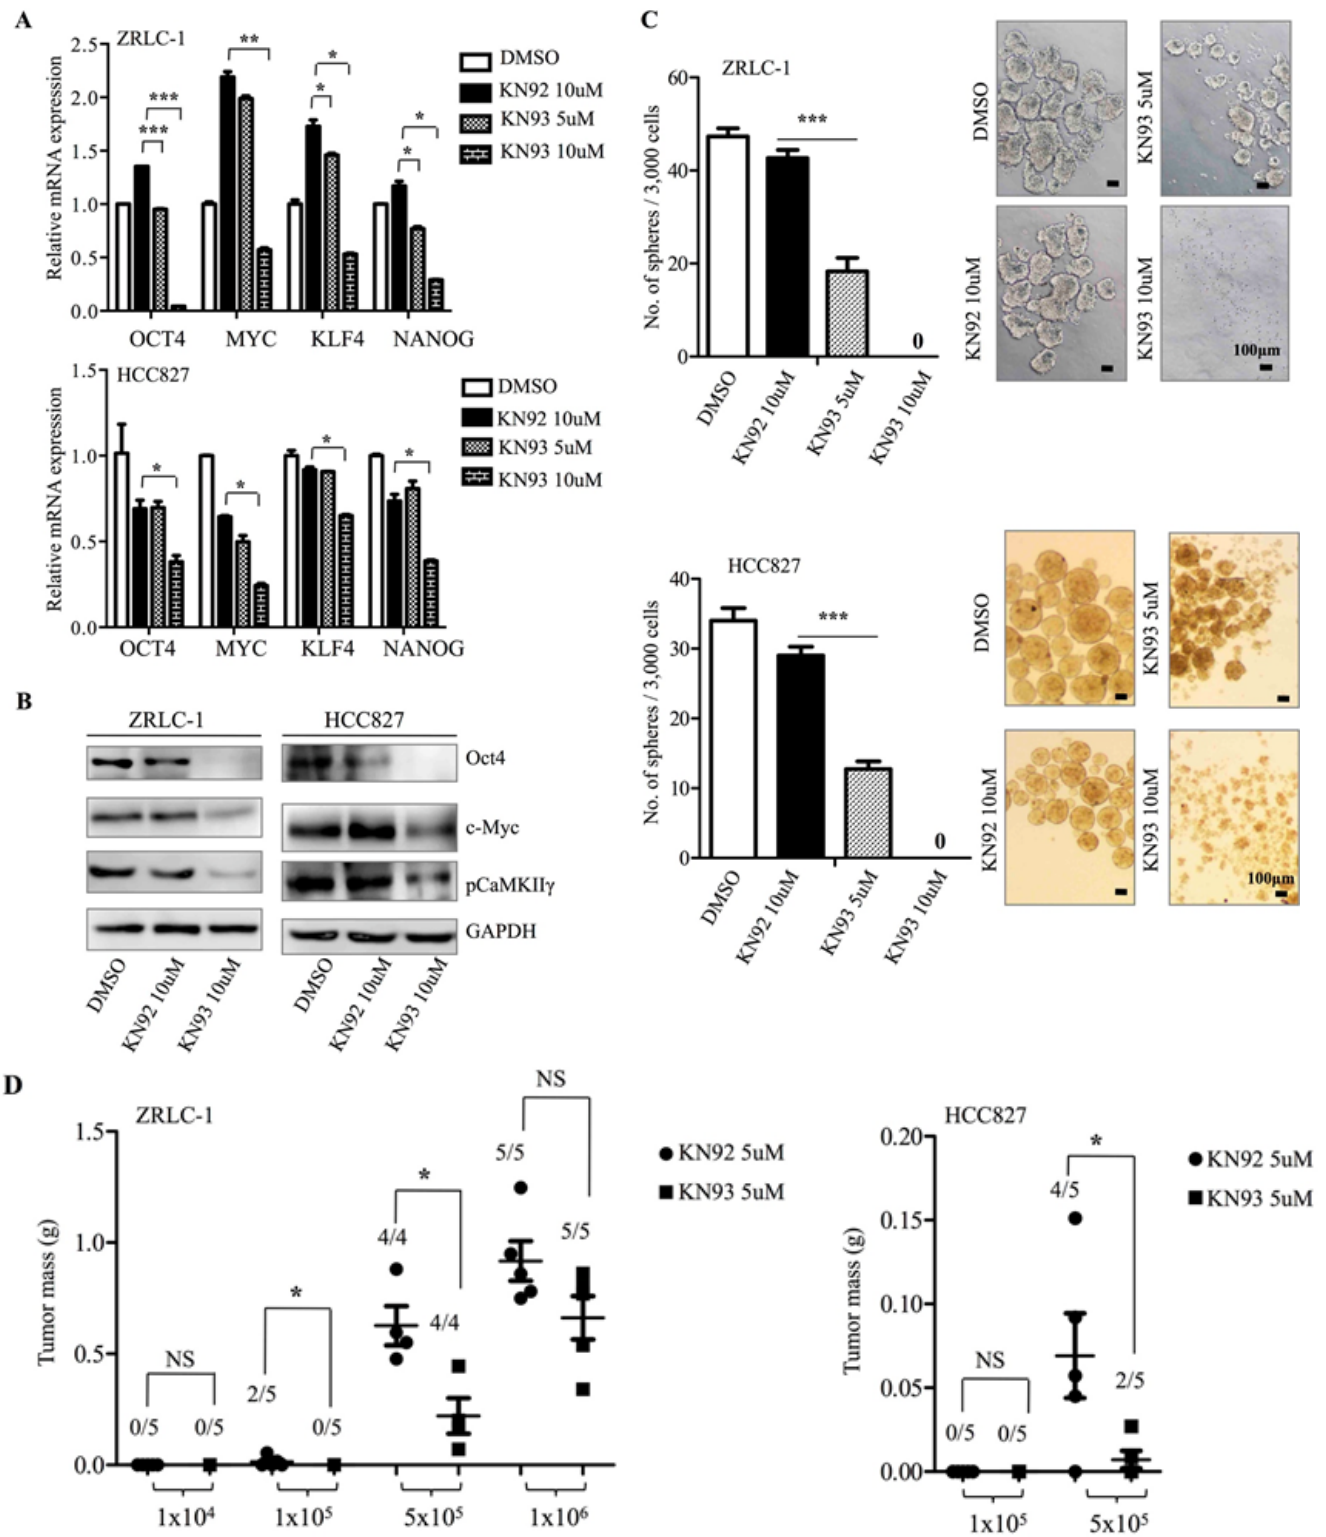 A
ZRLC-1
Relative mRNA expression
2.5
2.0
1.5
1.0
0.5
0.0
***
***
**
*
*
*
*
OCT4 MYC KLF4 NANOG
DMSO
KN92 10uM
KN93 5uM
KN93 10uM
HCC827
Relative mRNA expression
1.5
1.0
0.5
0.0
*
*
*
*
OCT4 MYC KLF4 NANOG
DMSO
KN92 10uM
KN93 5uM
KN93 10uM
B
ZRLC-1 HCC827
Oct4
c-Myc
pCaMKIIγ
GAPDH
DMSO
KN92 10uM
KN93 10uM
DMSO
KN92 10uM
KN93 10uM
C
ZRLC-1
No. of spheres / 3,000 cells
60
40
20
0
***
0
DMSO
KN92 10uM
KN93 5uM
KN93 10uM
DMSO
KN93 5uM
KN92 10uM
KN93 10uM
100μm
HCC827
No. of spheres / 3,000 cells
40
30
20
10
0
***
0
DMSO
KN92 10uM
KN93 5uM
KN93 10uM
DMSO
KN93 5uM
KN92 10uM
KN93 10uM
100μm
D
ZRLC-1
Tumor mass (g)
1.5
1.0
0.5
0.0
NS
0/5 0/5
*
2/5 0/5
*
4/4
4/4
NS
5/5
5/5
1x10⁴ 1x10⁵ 5x10⁵ 1x10⁶
KN92 5uM
KN93 5uM
HCC827
Tumor mass (g)
0.20
0.15
0.10
0.05
0.00
NS
0/5 0/5
*
4/5
2/5
1x10⁵ 5x10⁵
KN92 5uM
KN93 5uM